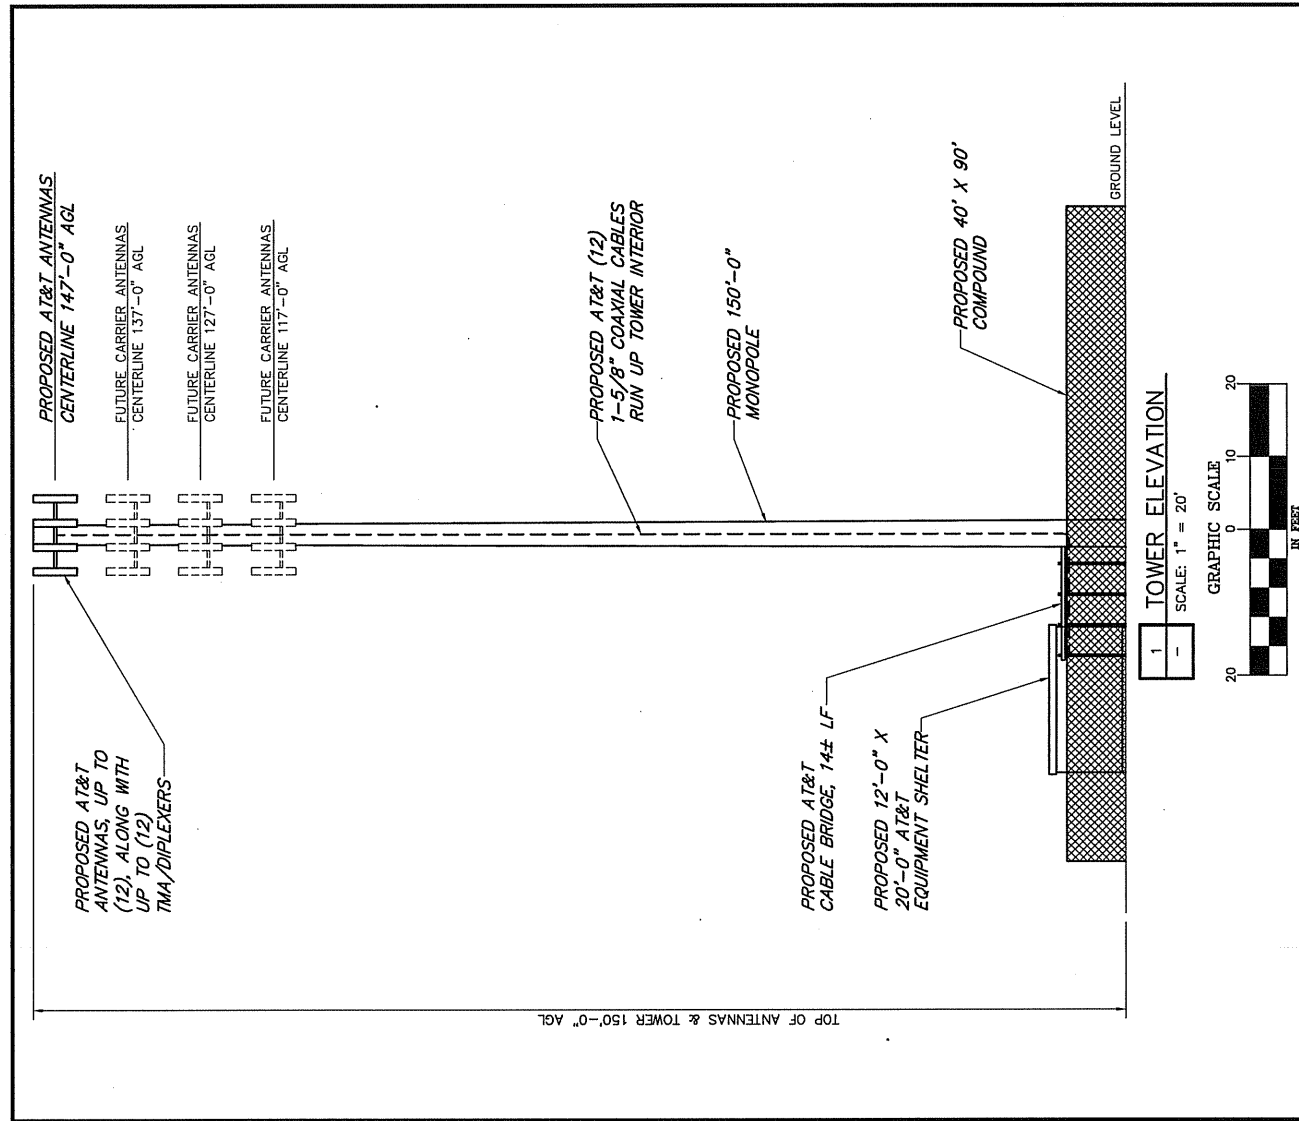 PROPOSED AT&T ANTENNAS
CENTERLINE 147'-0" AGL
FUTURE CARRIER ANTENNAS
CENTERLINE 137'-0" AGL
FUTURE CARRIER ANTENNAS
CENTERLINE 127'-0" AGL
FUTURE CARRIER ANTENNAS
CENTERLINE 117'-0" AGL
PROPOSED AT&T
ANTENNAS, UP TO
(12), ALONG WITH
UP TO (12)
TMA/DIPLEXERS
PROPOSED AT&T (12)
1-5/8" COAXIAL CABLES
RUN UP TOWER INTERIOR
PROPOSED 150'-0"
MONOPOLE
PROPOSED AT&T
CABLE BRIDGE, 14± LF
PROPOSED 12'-0" X
20'-0" AT&T
EQUIPMENT SHELTER
PROPOSED 40' X 90'
COMPOUND
GROUND LEVEL
TOP OF ANTENNAS & TOWER 150'-0" AGL
1
-
TOWER ELEVATION
SCALE: 1" = 20'
GRAPHIC SCALE
20 0 10 20
IN FEET